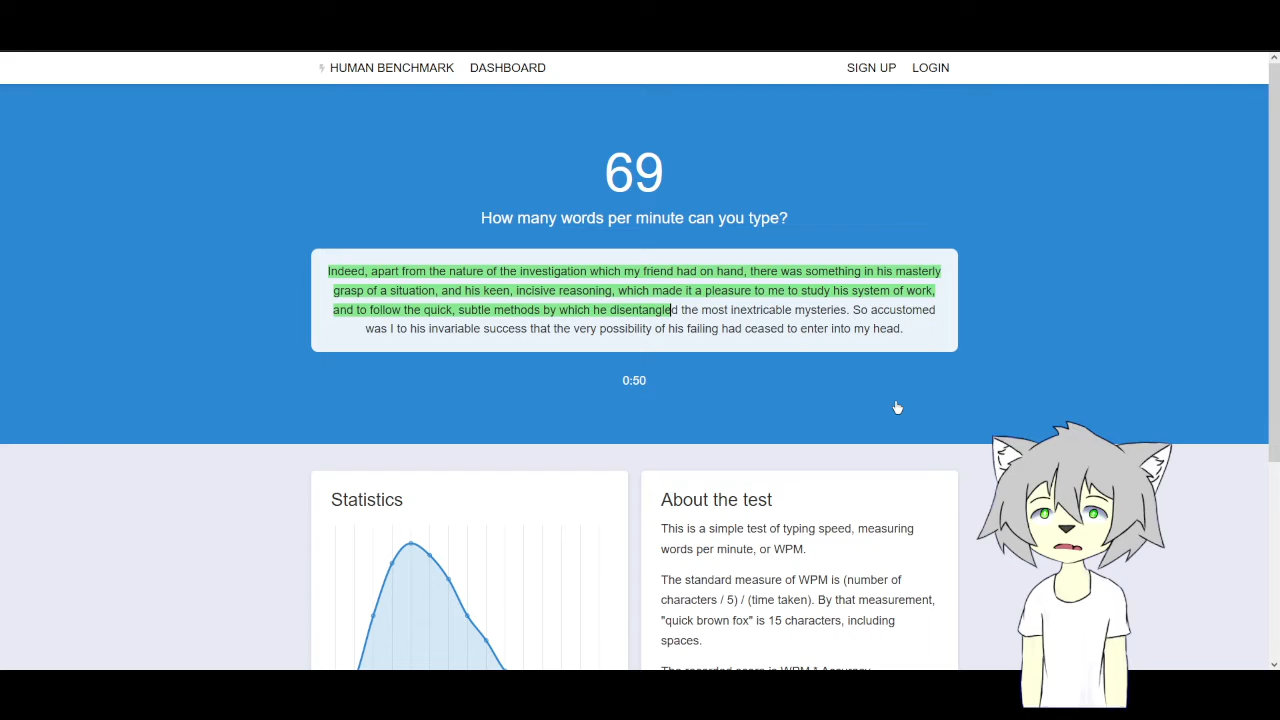 HUMAN BENCHMARK DASHBOARD SIGN UP LOGIN
69
How many words per minute can you type?
Indeed, apart from the nature of the investigation which my friend had on hand, there was something in his masterly
grasp of a situation, and his keen, incisive reasoning, which made it a pleasure to me to study his system of work,
and to follow the quick, subtle methods by which he disentangled the most inextricable mysteries. So accustomed
was I to his invariable success that the very possibility of his failing had ceased to enter into my head.
0:50
Statistics
About the test
This is a simple test of typing speed, measuring
words per minute, or WPM.
The standard measure of WPM is (number of
characters / 5) / (time taken). By that measurement,
"quick brown fox" is 15 characters, including
spaces.
The recorded score is WPM * Accuracy.